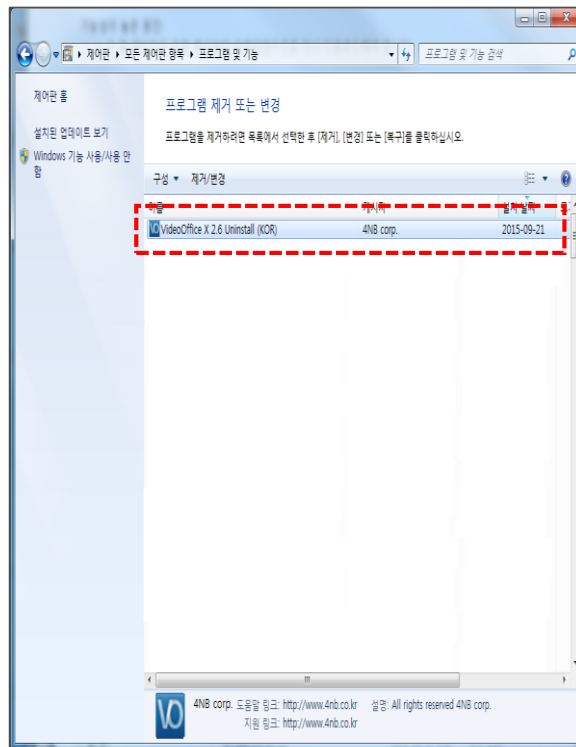 제어판 ▸ 모든 제어판 항목 ▸ 프로그램 및 기능
프로그램 및 기능 검색
제어판 홈
설치된 업데이트 보기
Windows 기능 사용/사용 안
함
프로그램 제거 또는 변경
프로그램을 제거하려면 목록에서 선택한 후 [제거], [변경] 또는 [복구]를 클릭하십시오.
구성 제거/변경
이름 게시자 설치 날짜
VideoOffice X 2.6 Uninstall (KOR) 4NB corp. 2015-09-21
VO
4NB corp. 도움말 링크: http://www.4nb.co.kr 설명: All rights reserved 4NB corp.
지원 링크: http://www.4nb.co.kr